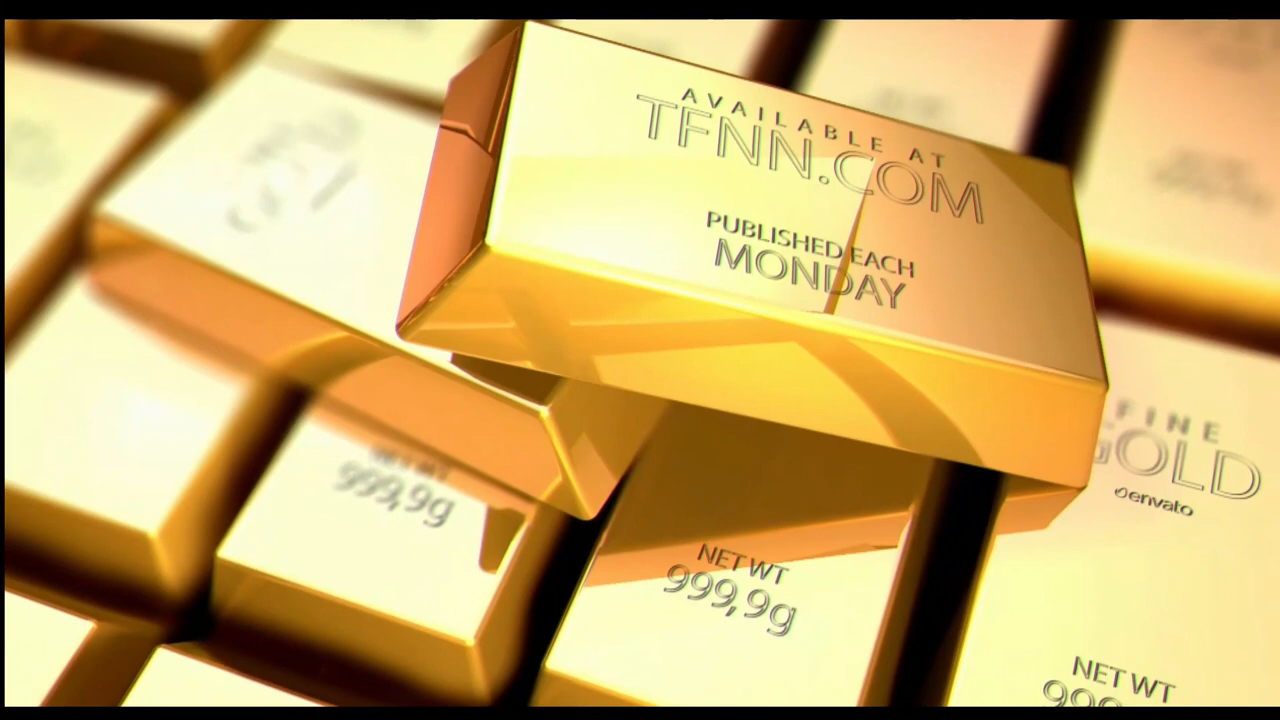 AVAILABLE AT
TFNN.COM
PUBLISHED EACH
MONDAY
FINE
GOLD
envato
NET WT
999,9g
NET WT
999,9g
NET WT